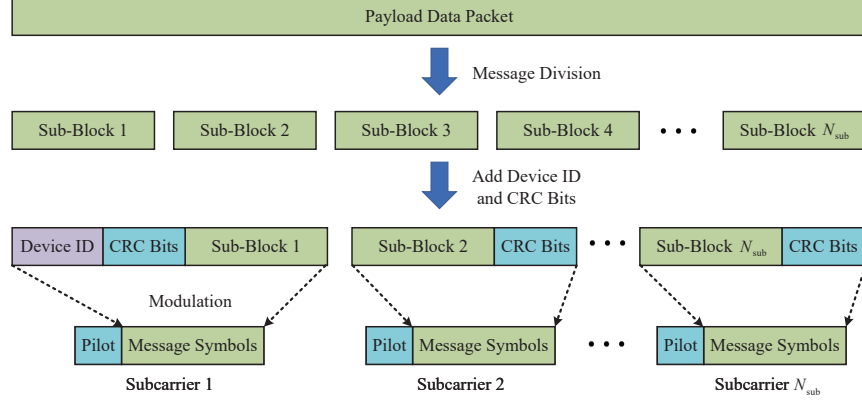 Payload Data Packet
Message Division
Sub-Block 1 Sub-Block 2 Sub-Block 3 Sub-Block 4 • • • Sub-Block N_sub
Add Device ID
and CRC Bits
Device ID CRC Bits Sub-Block 1 Sub-Block 2 CRC Bits • • • Sub-Block N_sub CRC Bits
Modulation
Pilot Message Symbols Pilot Message Symbols • • • Pilot Message Symbols
Subcarrier 1 Subcarrier 2 Subcarrier N_sub